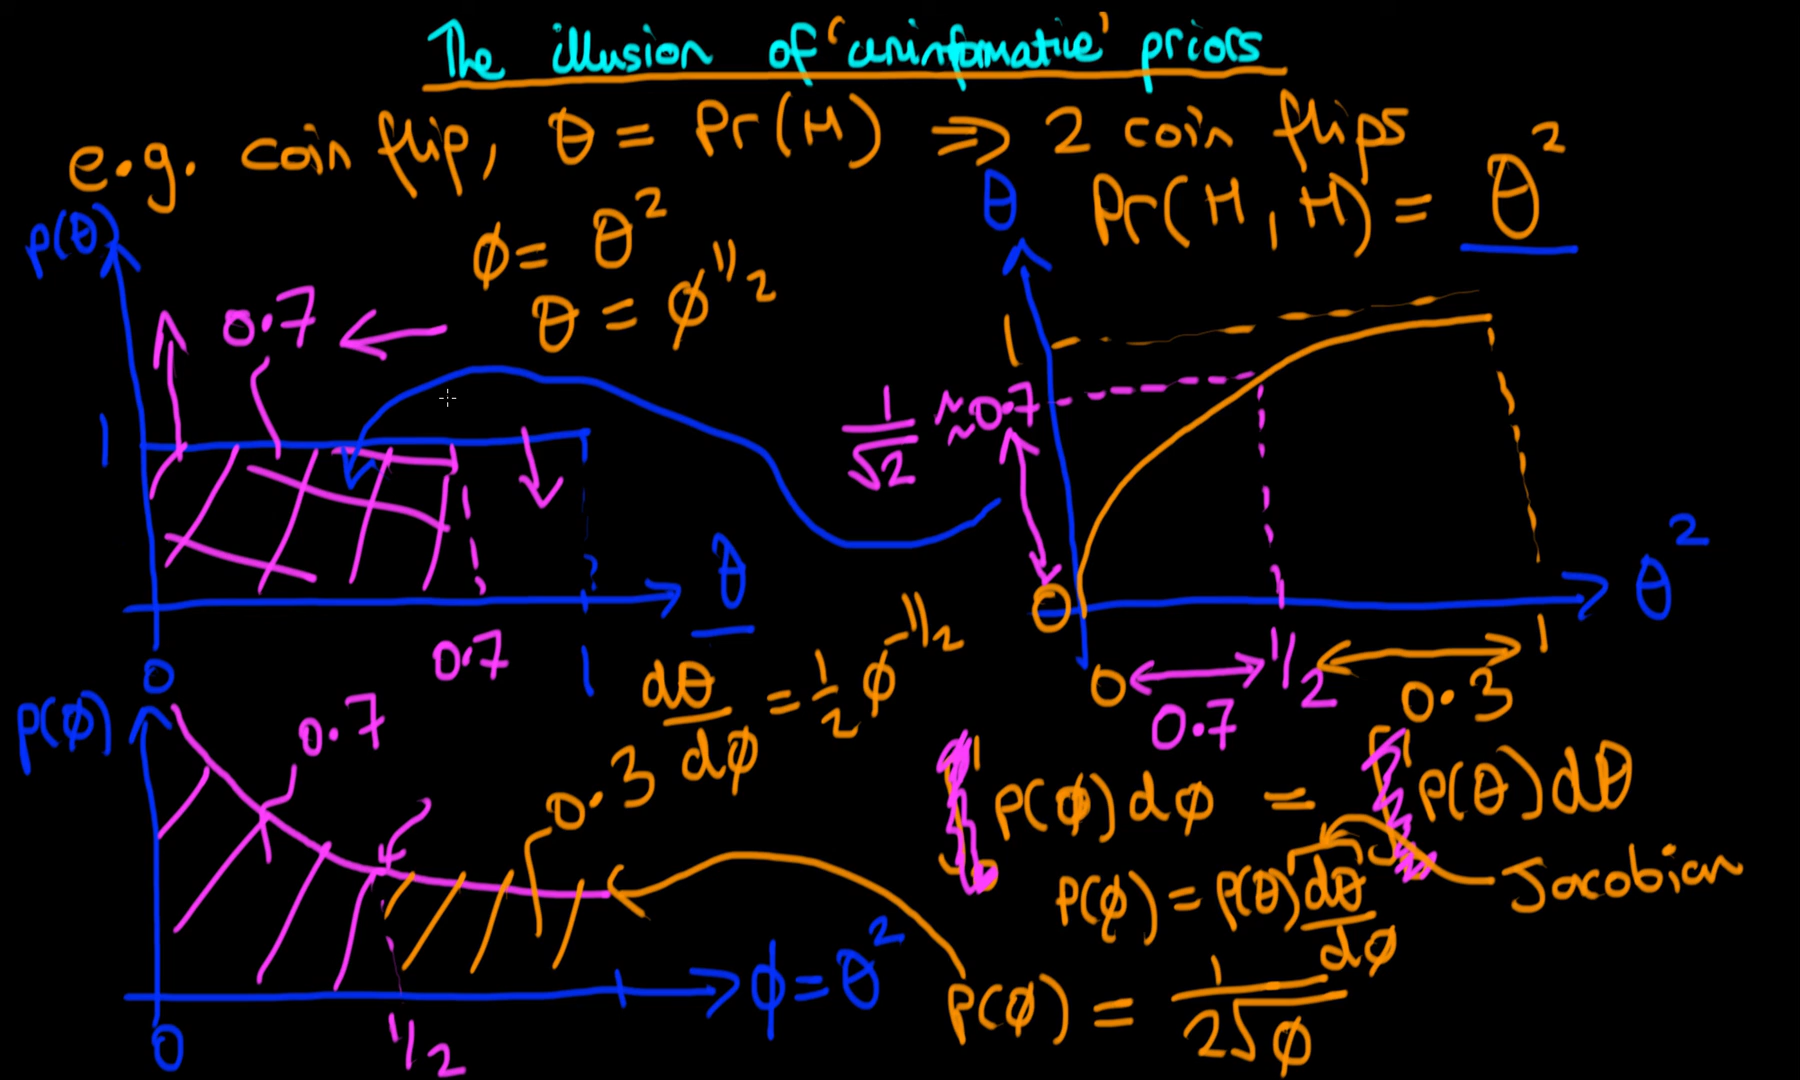 The illusion of 'uninformative' priors
e.g. coin flip, θ = Pr(H) ⇒ 2 coin flips
Pr(H, H) = θ²
ϕ = θ²
θ = ϕ^1/2
p(θ)
0.7
1
θ
0
0.7
1
θ
1
1/√2 ≈ 0.7
0
θ²
0
1/2
1
0.7
0.3
dθ/dϕ = 1/2 ϕ^-1/2
p(ϕ)
0.7
0.3
0
1/2
ϕ = θ²
p(ϕ)dϕ = p(θ)dθ
p(ϕ) = p(θ) dθ/dϕ
Jacobian
p(ϕ) = 1/2√ϕ